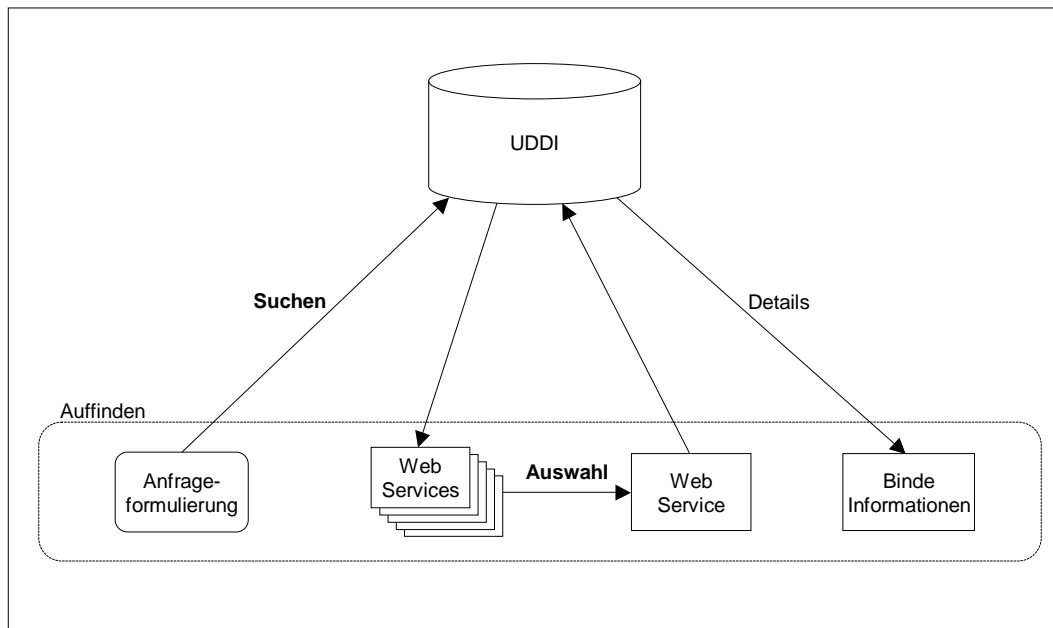 UDDI
Suchen
Details
Auffinden
Anfrage-
formulierung
Web
Services
Auswahl
Web
Service
Binde
Informationen